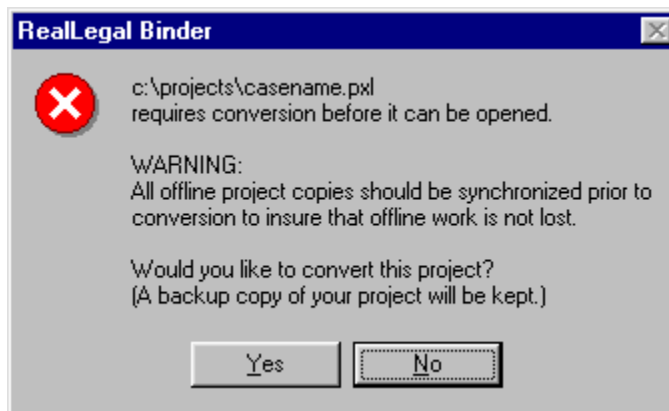 RealLegal Binder
c:\projects\casename.pxl
requires conversion before it can be opened.
WARNING:
All offline project copies should be synchronized prior to
conversion to insure that offline work is not lost.
Would you like to convert this project?
(A backup copy of your project will be kept.)
Yes
No